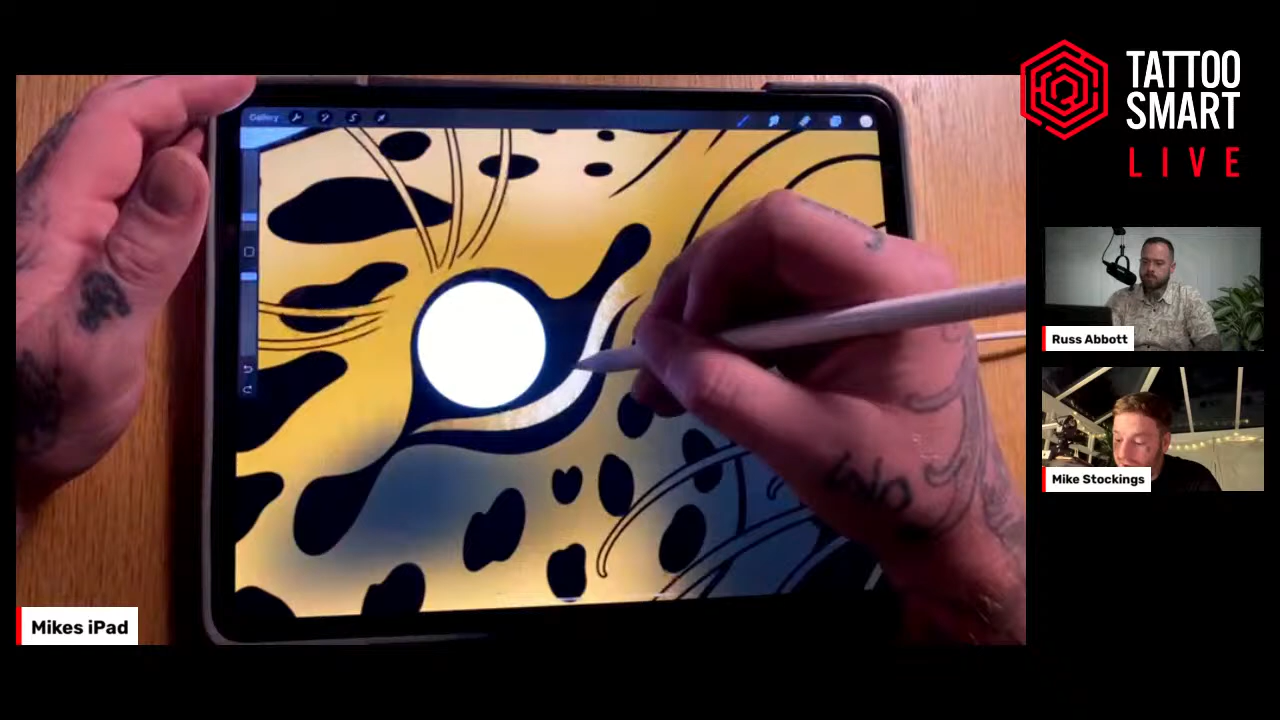 TATTOO
SMART
LIVE
Gallery
Russ Abbott
Mike Stockings
Mikes iPad